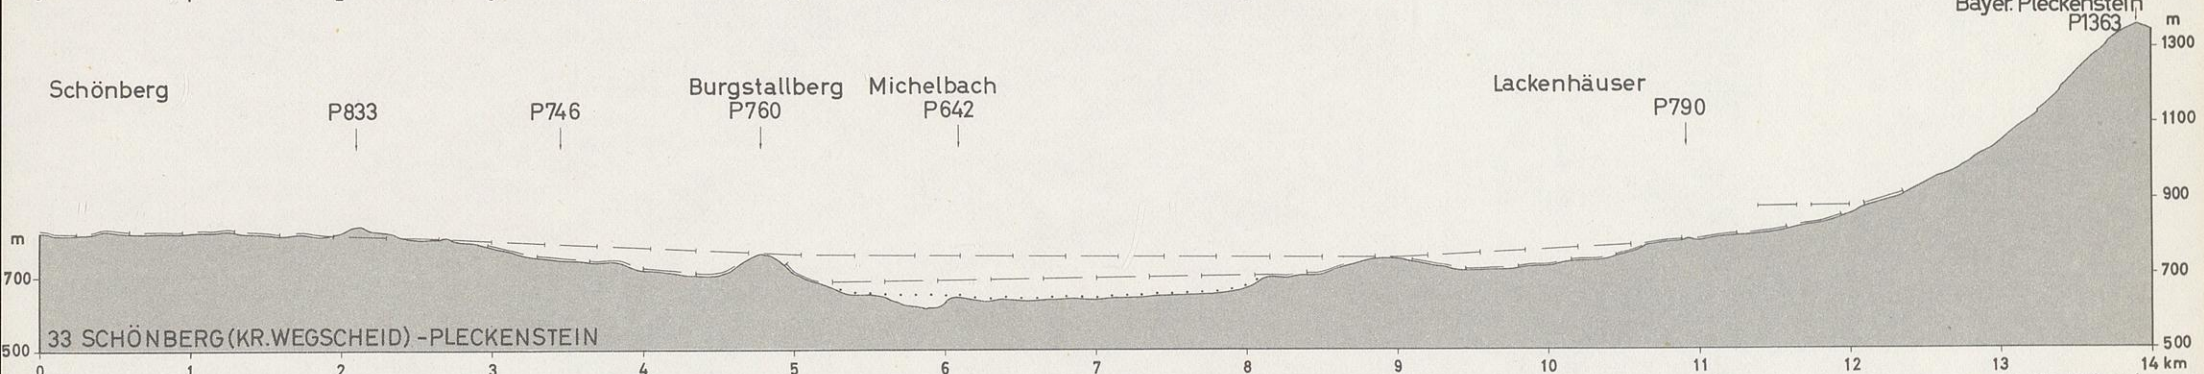 Bayer. Pleckenstein
P1363
m
1300
Schönberg
Burgstallberg
Michelbach
Lackenhäuser
P833
P746
P760
P642
P790
1100
900
m
700
700
33 SCHÖNBERG (KR.WEGSCHEID) - PLECKENSTEIN
500
500
0 1 2 3 4 5 6 7 8 9 10 11 12 13 14 km